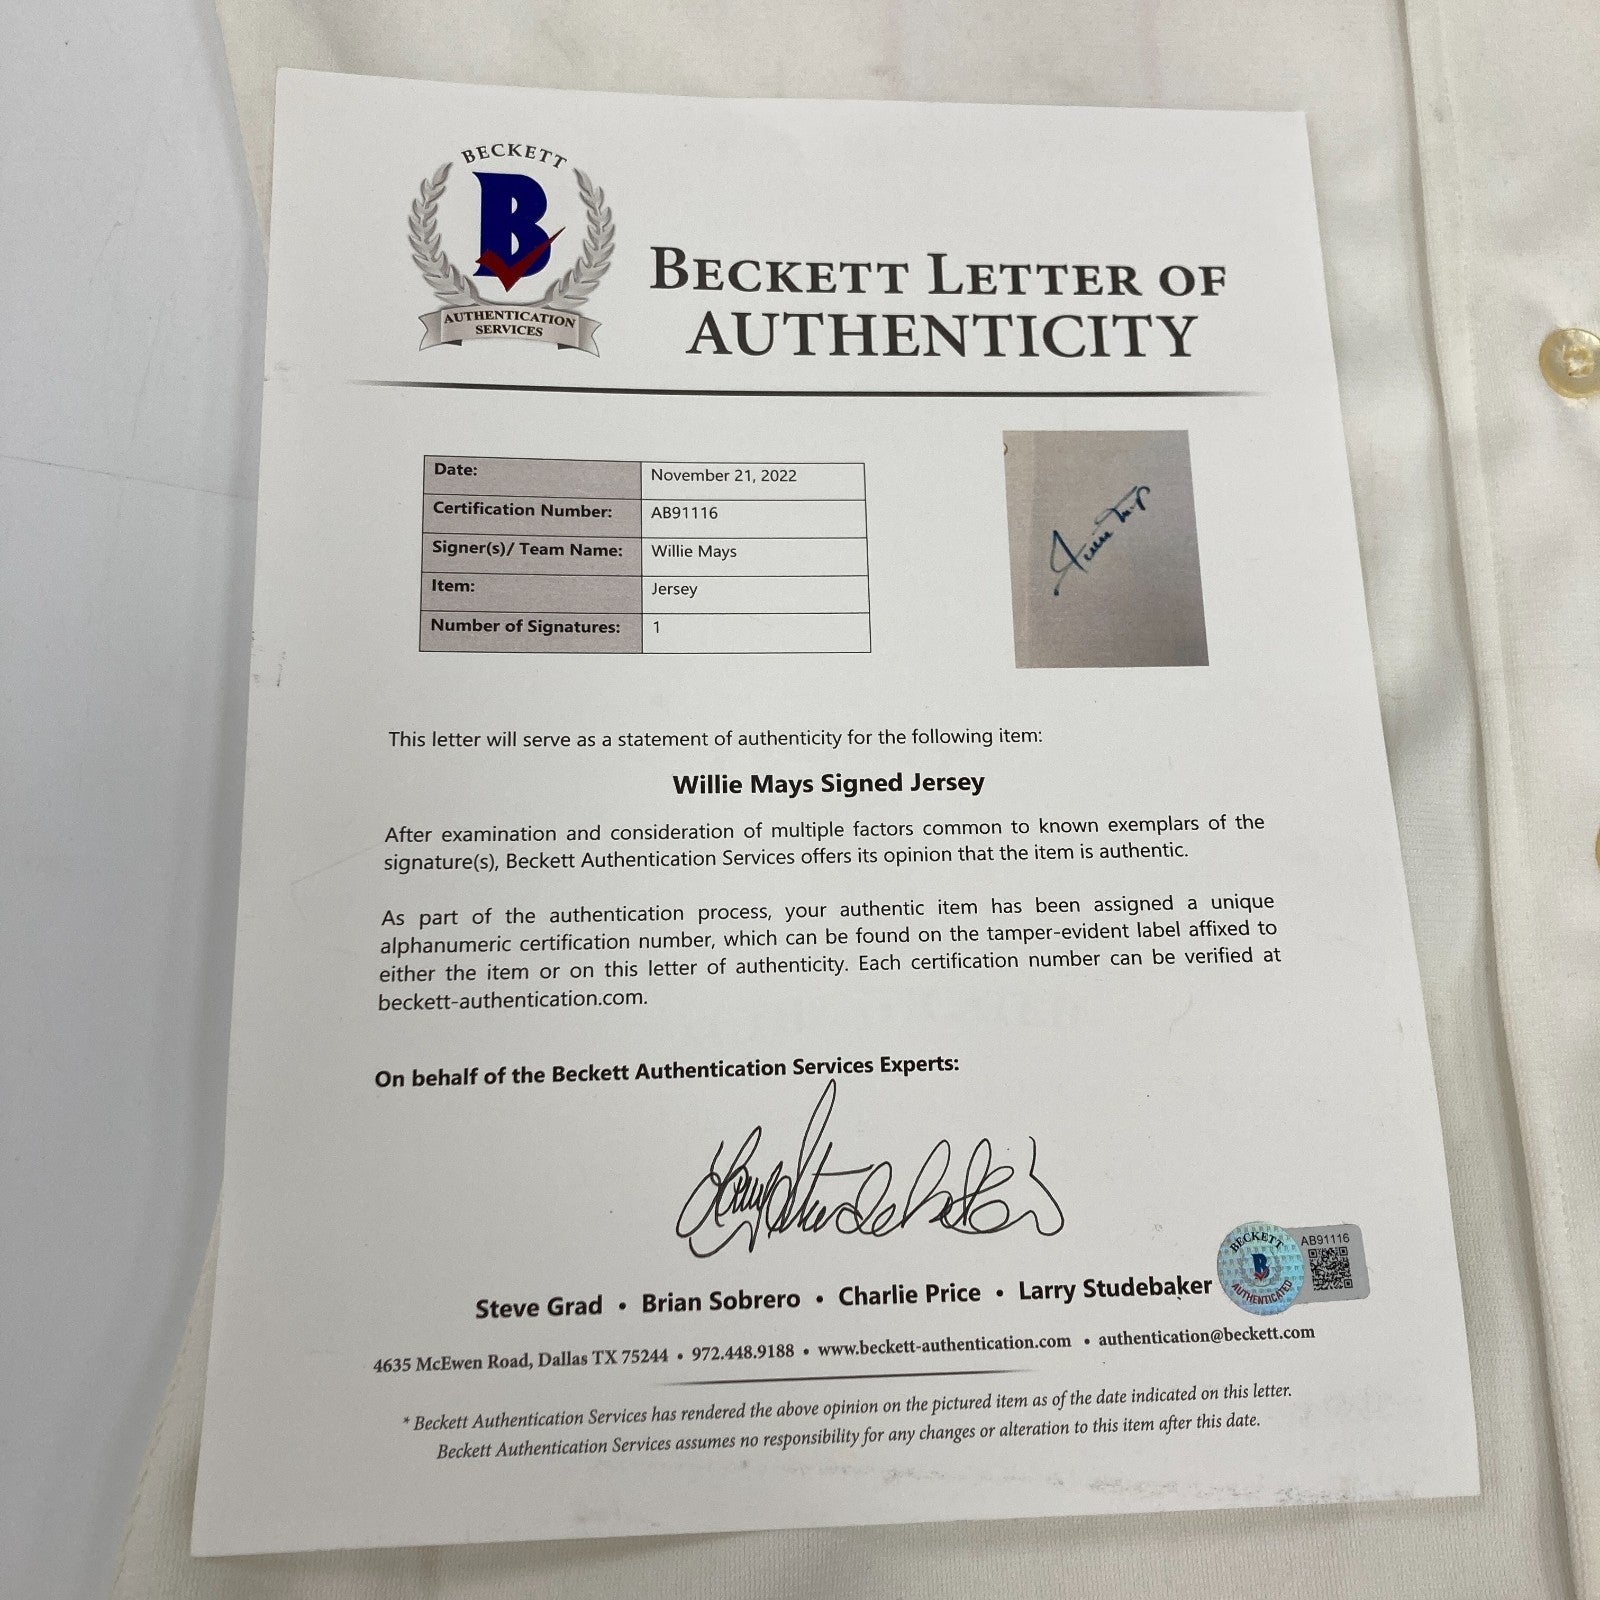 BECKETT
B
AUTHENTICATION
SERVICES
BECKETT LETTER OF
AUTHENTICITY
Date: November 21, 2022
Certification Number: AB91116
Signer(s)/ Team Name: Willie Mays
Item: Jersey
Number of Signatures: 1
Willie Mays
This letter will serve as a statement of authenticity for the following item:
Willie Mays Signed Jersey
After examination and consideration of multiple factors common to known exemplars of the
signature(s), Beckett Authentication Services offers its opinion that the item is authentic.
As part of the authentication process, your authentic item has been assigned a unique
alphanumeric certification number, which can be found on the tamper-evident label affixed to
either the item or on this letter of authenticity. Each certification number can be verified at
beckett-authentication.com.
On behalf of the Beckett Authentication Services Experts:
Larry Studebaker
Steve Grad • Brian Sobrero • Charlie Price • Larry Studebaker
BECKETT
B
AUTHENTICATED
AB91116
4635 McEwen Road, Dallas TX 75244 • 972.448.9188 • www.beckett-authentication.com • authentication@beckett.com
* Beckett Authentication Services has rendered the above opinion on the pictured item as of the date indicated on this letter.
Beckett Authentication Services assumes no responsibility for any changes or alteration to this item after this date.